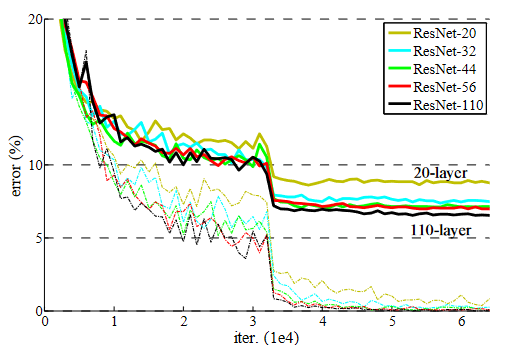 20
10
5
0
error (%)
0
1
2
3
4
5
6
iter. (1e4)
ResNet-20
ResNet-32
ResNet-44
ResNet-56
ResNet-110
20-layer
110-layer